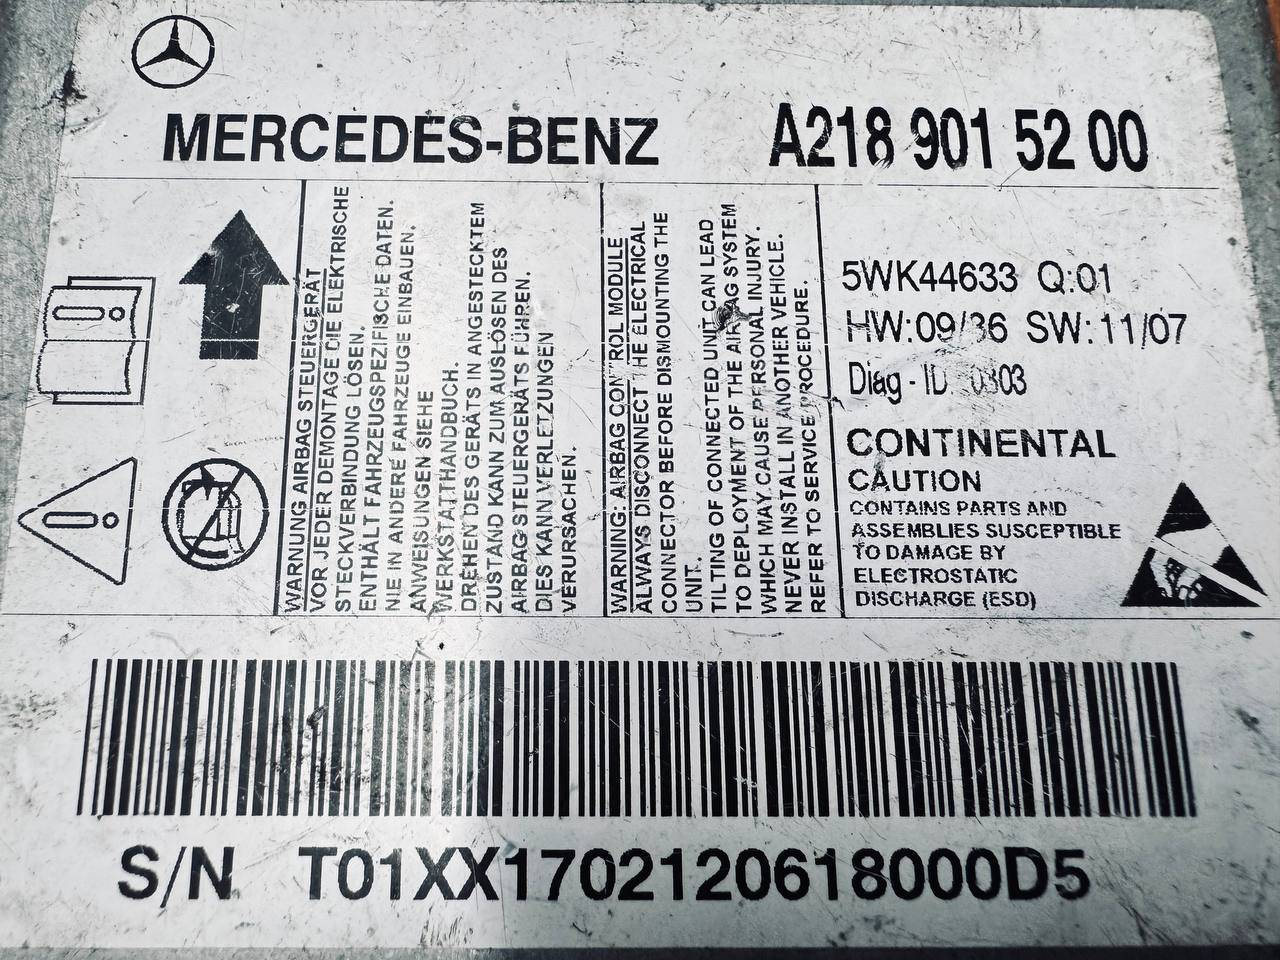 MERCEDES-BENZ A218 901 52 00
WARNUNG AIRBAG STEUERGERÄT
VOR JEDER DEMONTAGE DIE ELEKTRISCHE
STECKVERBINDUNG LÖSEN.
ENTHÄLT FAHRZEUGSPEZIFISCHE DATEN.
NIE IN ANDERE FAHRZEUGE EINBAUEN.
ANWEISUNGEN SIEHE
WERKSTATTHANDBUCH.
DREHEN DES GERÄTS IN ANGESTECKTEM
ZUSTAND KANN ZUM AUSLÖSEN DES
AIRBAG STEUERGERÄTS FÜHREN.
DIES KANN VERLETZUNGEN
VERURSACHEN.
WARNING: AIRBAG CONTROL MODULE
ALWAYS DISCONNECT THE ELECTRICAL
CONNECTOR BEFORE DISMOUNTING THE
UNIT.
TILTING OF CONNECTED UNIT CAN LEAD
TO DEPLOYMENT OF THE AIRBAG SYSTEM
WHICH MAY CAUSE PERSONAL INJURY.
NEVER INSTALL IN ANOTHER VEHICLE.
REFER TO SERVICE PROCEDURE.
5WK44633 Q:01
HW:09/36 SW:11/07
Diag-ID
CONTINENTAL
CAUTION
CONTAINS PARTS AND
ASSEMBLIES SUSCEPTIBLE
TO DAMAGE BY
ELECTROSTATIC
DISCHARGE (ESD)
S/N T01XX1702120618000D5